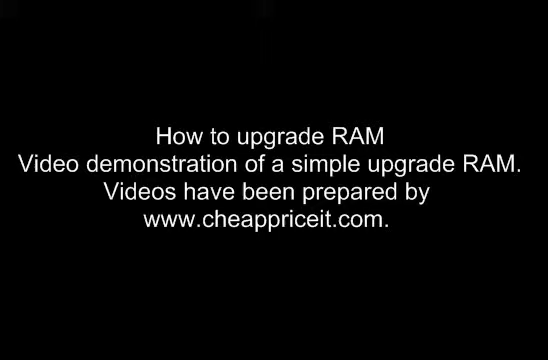 How to upgrade RAM
Video demonstration of a simple upgrade RAM.
Videos have been prepared by
www.cheappriceit.com.